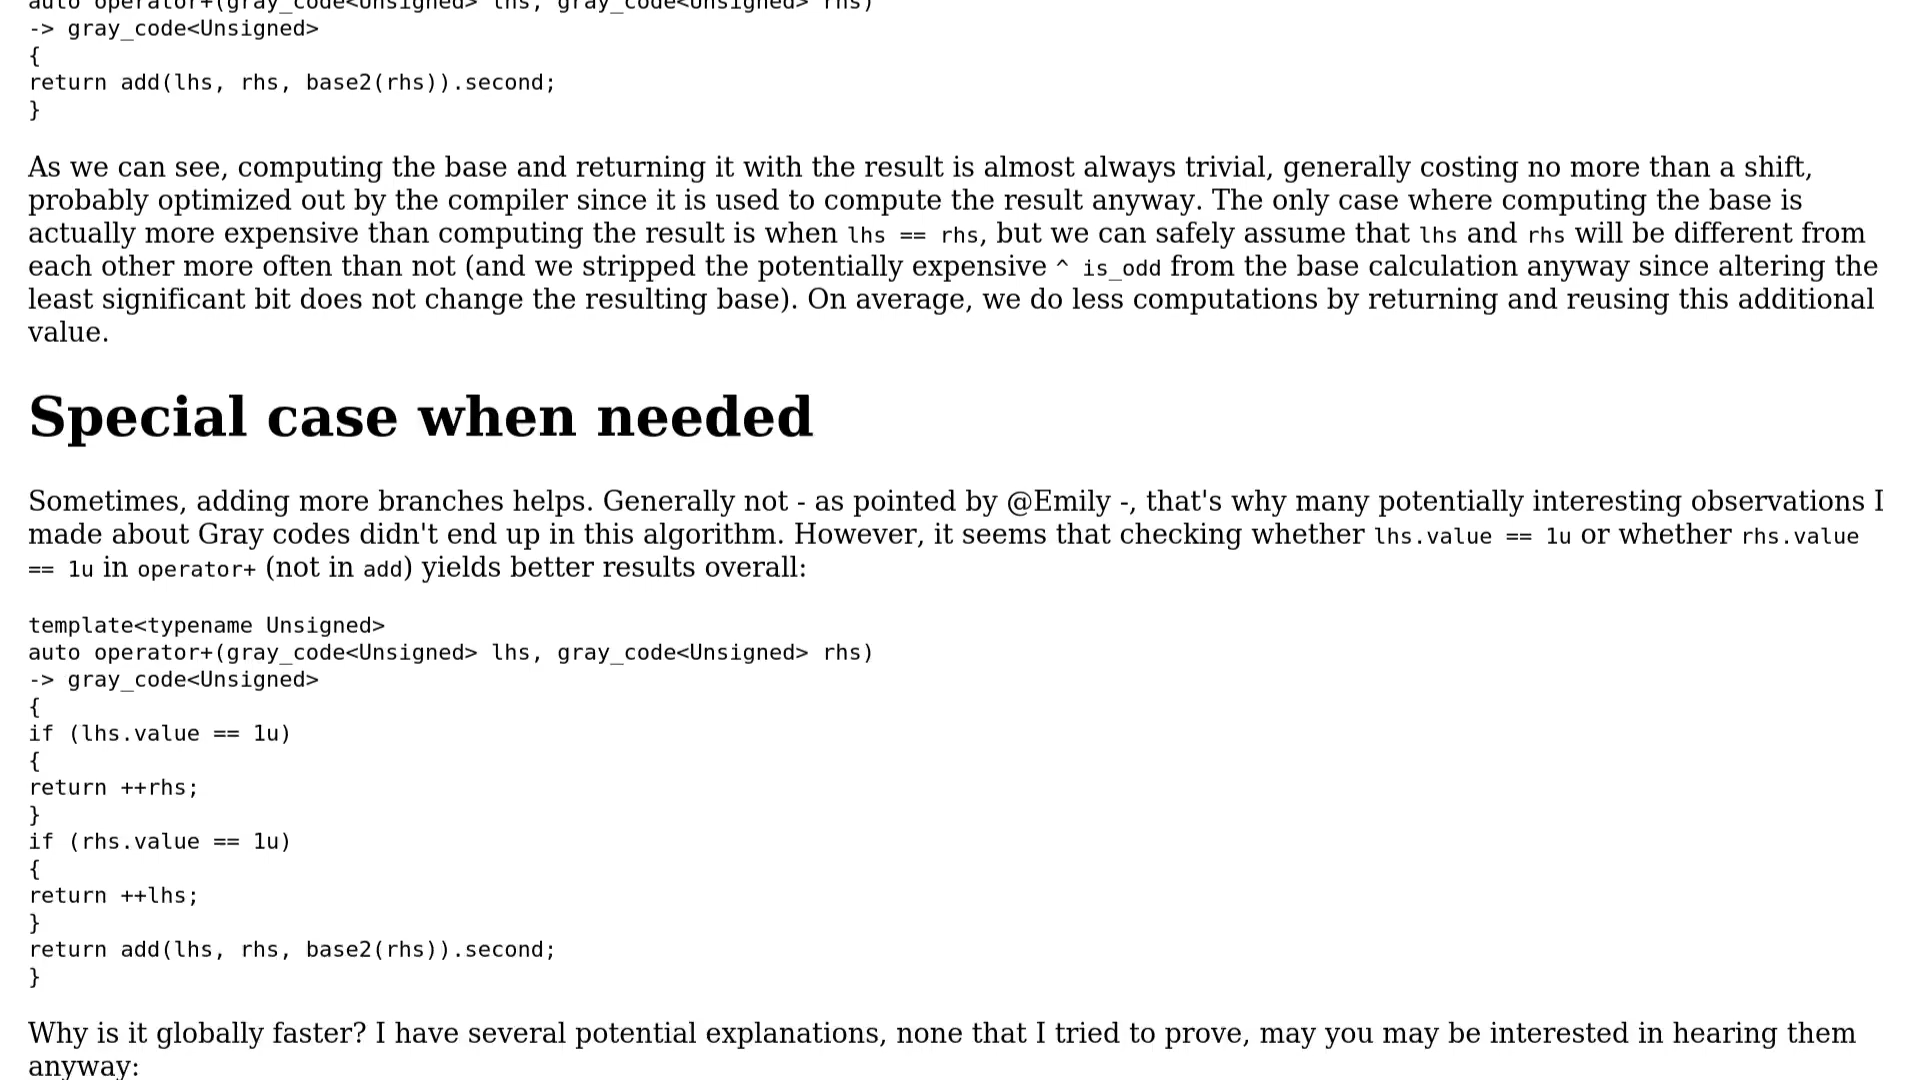 auto operator+(gray_code<Unsigned> lhs, gray_code<Unsigned> rhs)
-> gray_code<Unsigned>
{
return add(lhs, rhs, base2(rhs)).second;
}
As we can see, computing the base and returning it with the result is almost always trivial, generally costing no more than a shift,
probably optimized out by the compiler since it is used to compute the result anyway. The only case where computing the base is
actually more expensive than computing the result is when lhs == rhs, but we can safely assume that lhs and rhs will be different from
each other more often than not (and we stripped the potentially expensive ^ is_odd from the base calculation anyway since altering the
least significant bit does not change the resulting base). On average, we do less computations by returning and reusing this additional
value.
Special case when needed
Sometimes, adding more branches helps. Generally not - as pointed by @Emily -, that's why many potentially interesting observations I
made about Gray codes didn't end up in this algorithm. However, it seems that checking whether lhs.value == 1u or whether rhs.value
== 1u in operator+ (not in add) yields better results overall:
template<typename Unsigned>
auto operator+(gray_code<Unsigned> lhs, gray_code<Unsigned> rhs)
-> gray_code<Unsigned>
{
if (lhs.value == 1u)
{
return ++rhs;
}
if (rhs.value == 1u)
{
return ++lhs;
}
return add(lhs, rhs, base2(rhs)).second;
}
Why is it globally faster? I have several potential explanations, none that I tried to prove, may you may be interested in hearing them
anyway: